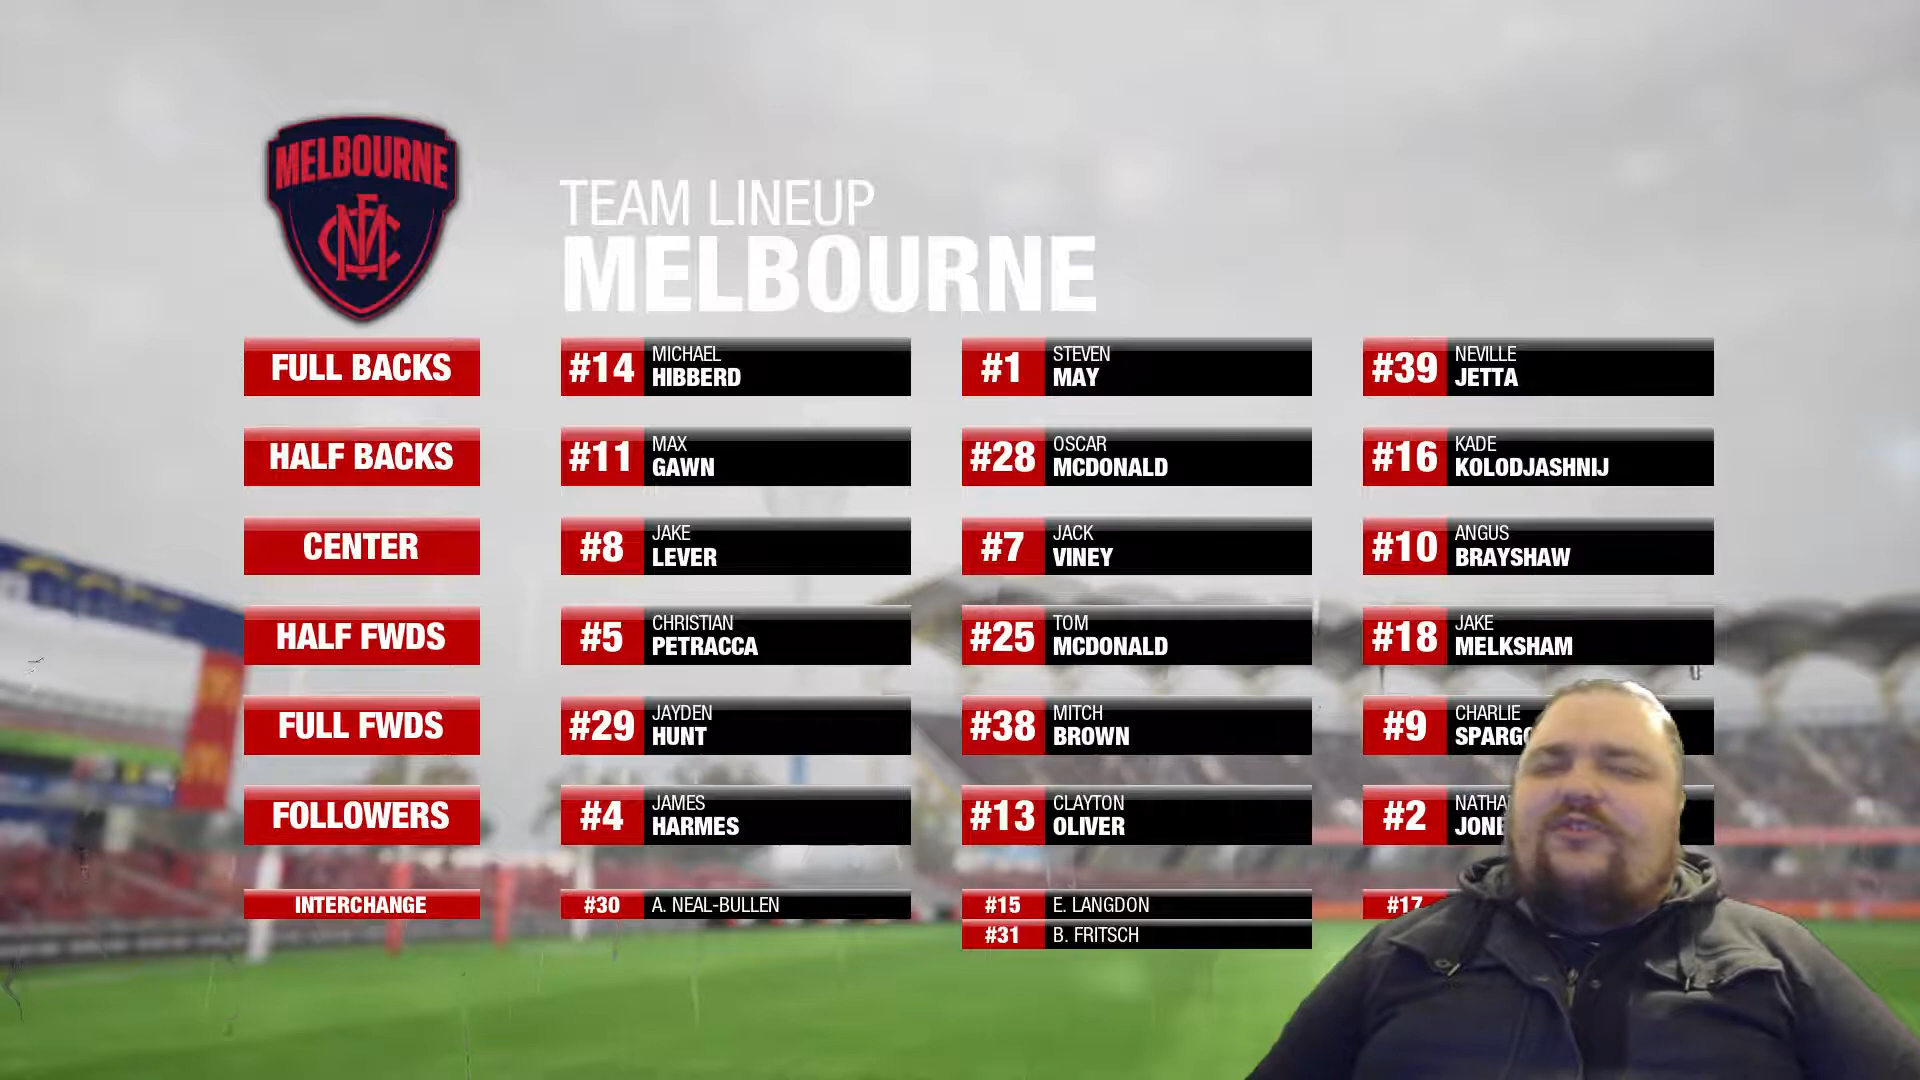 MELBOURNE
TEAM LINEUP
MELBOURNE
FULL BACKS
#14 MICHAEL HIBBERD
#1 STEVEN MAY
#39 NEVILLE JETTA
HALF BACKS
#11 MAX GAWN
#28 OSCAR MCDONALD
#16 KADE KOLODJASHNIJ
CENTER
#8 JAKE LEVER
#7 JACK VINEY
#10 ANGUS BRAYSHAW
HALF FWDS
#5 CHRISTIAN PETRACCA
#25 TOM MCDONALD
#18 JAKE MELKSHAM
FULL FWDS
#29 JAYDEN HUNT
#38 MITCH BROWN
#9 CHARLIE
FOLLOWERS
#4 JAMES HARMES
#13 CLAYTON OLIVER
#2
INTERCHANGE
#30 A. NEAL-BULLEN
#15 E. LANGDON
#17
#31 B. FRITSCH